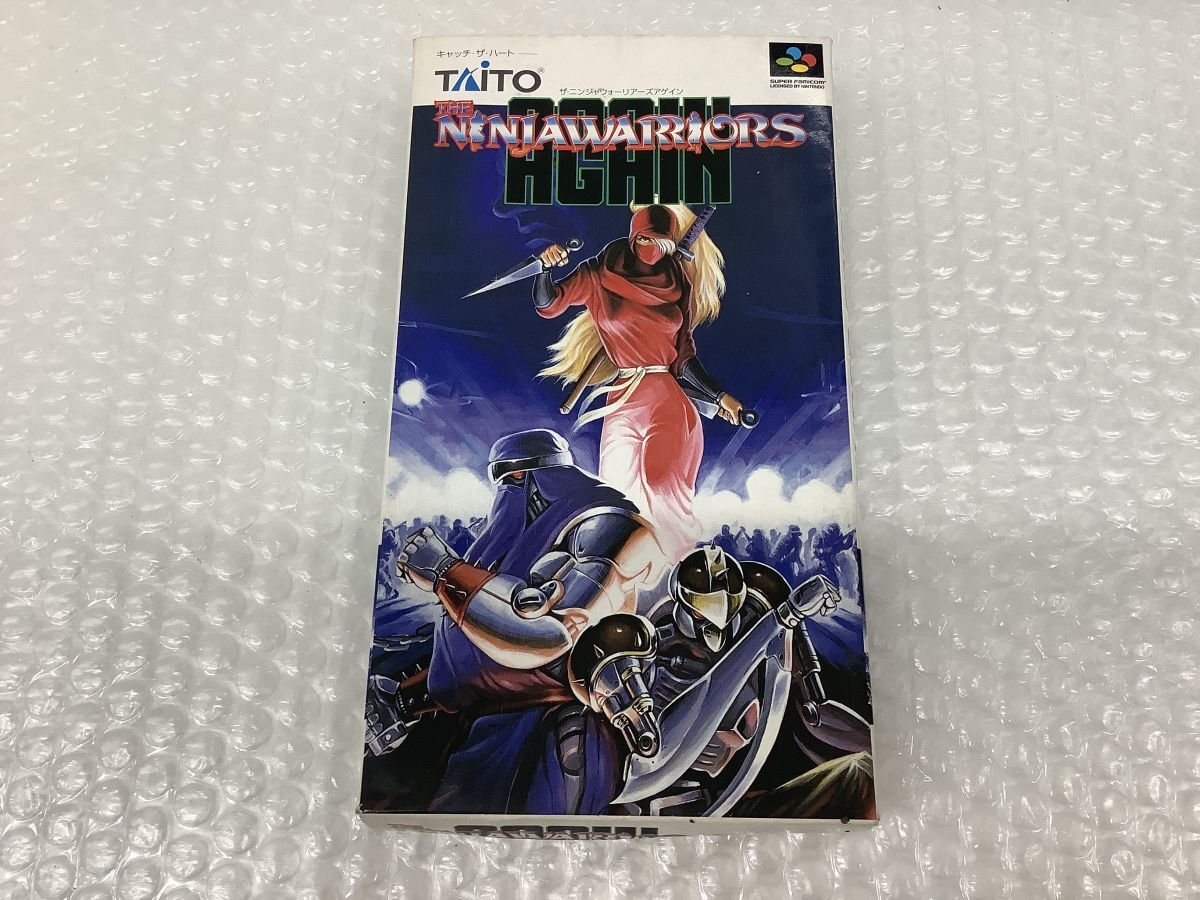 キャッチ・ザ・ハート
TAITO®
SUPER FAMICOM
LICENSED BY NINTENDO
ザ・ニンジャウォーリアーズアゲイン
THE
NINJAWARRIORS
AGAIN